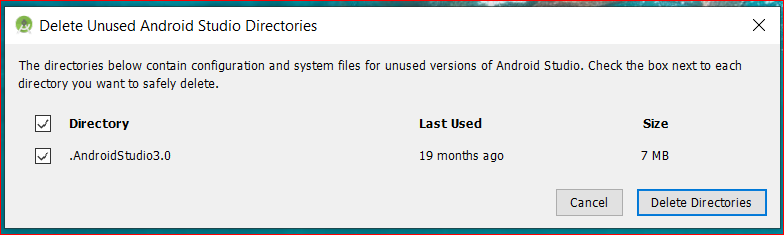 Delete Unused Android Studio Directories
The directories below contain configuration and system files for unused versions of Android Studio. Check the box next to each
directory you want to safely delete.
Directory Last Used Size
.AndroidStudio3.0 19 months ago 7 MB
Cancel Delete Directories